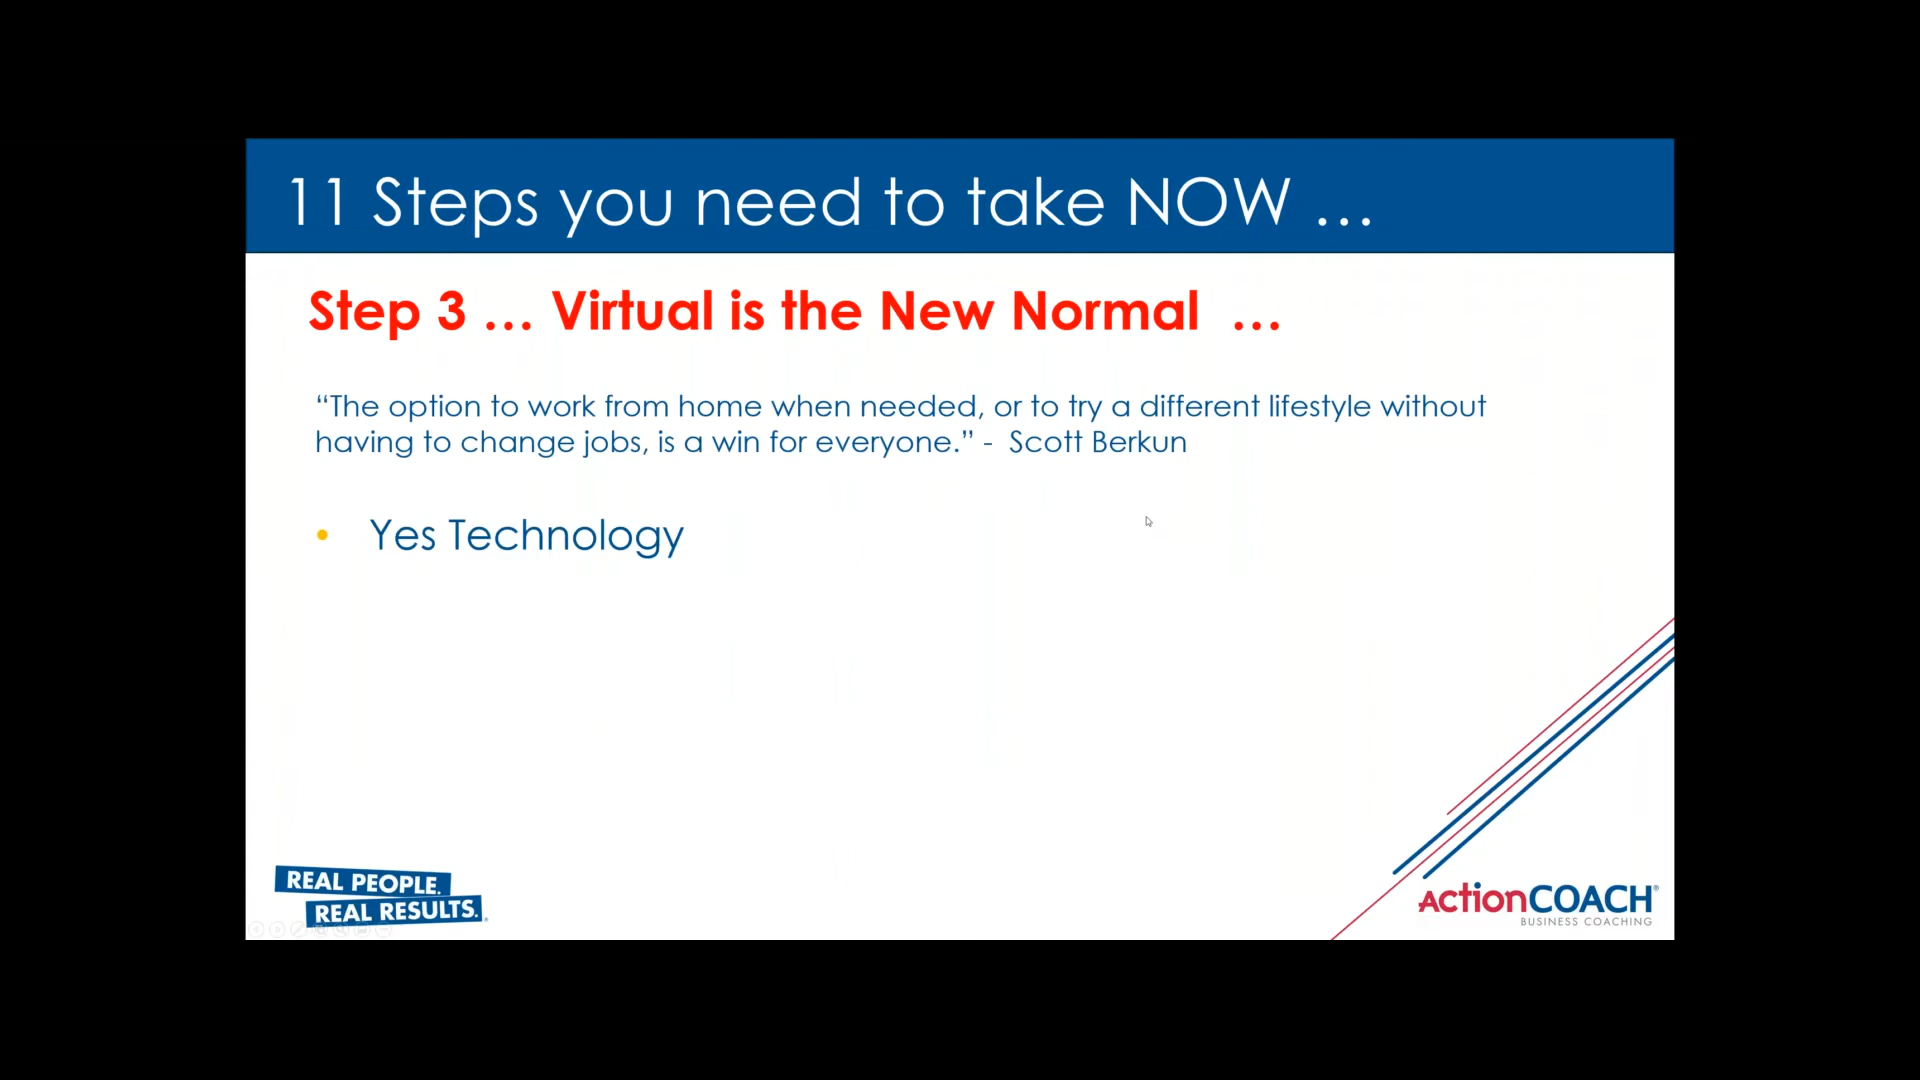 11 Steps you need to take NOW ...
Step 3 ... Virtual is the New Normal  ...
“The option to work from home when needed, or to try a different lifestyle without
having to change jobs, is a win for everyone.” -  Scott Berkun
• Yes Technology
REAL PEOPLE.
REAL RESULTS.
ActionCOACH®
BUSINESS COACHING